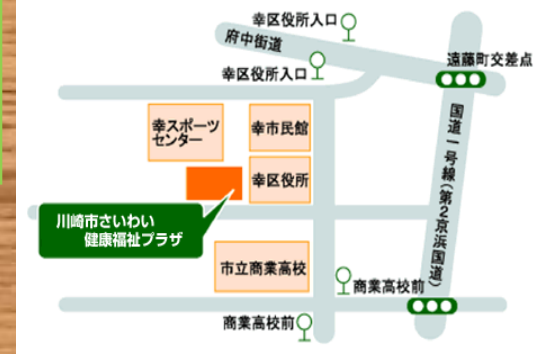 幸区役所入口
府中街道
幸区役所入口
遠藤町交差点
幸スポーツ
センター
幸市民館
幸区役所
国道一号線(第2京浜国道)
川崎市さいわい
健康福祉プラザ
市立商業高校
商業高校前
商業高校前